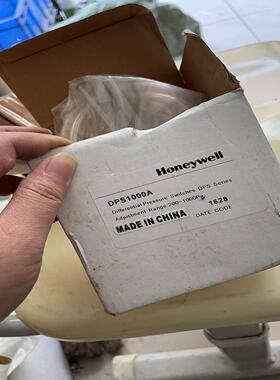 Honeywell
DPS1000A
Differential Pressure Switches DPS Series
Adjustment Range:200~1000Pa
1628
MADE IN CHINA
DATE CODE